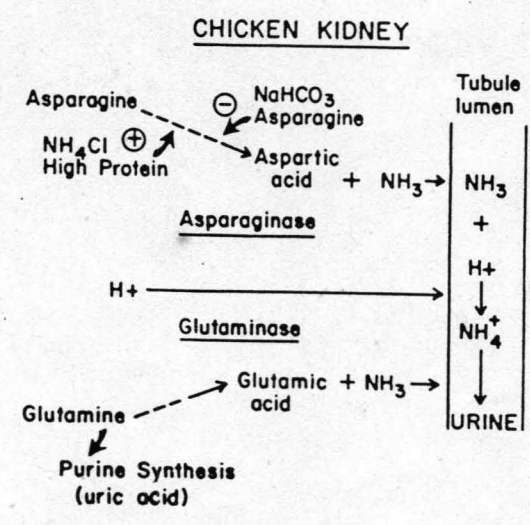 CHICKEN KIDNEY
Tubule
lumen
Asparagine
⊖ NaHCO3
Asparagine
NH4Cl ⊕
High Protein
Aspartic
acid + NH3 → NH3
Asparaginase
+
H+
H+
Glutaminase
NH4+
Glutamic + NH3 →
acid
Glutamine
URINE
Purine Synthesis
(uric acid)